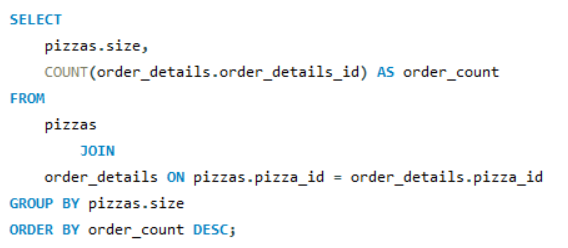 SELECT
pizzas.size,
COUNT(order_details.order_details_id) AS order_count
FROM
pizzas
JOIN
order_details ON pizzas.pizza_id = order_details.pizza_id
GROUP BY pizzas.size
ORDER BY order_count DESC;